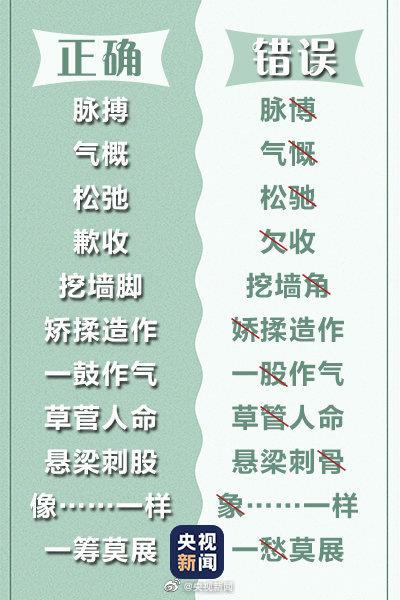 正确 错误
脉搏 脉博
气概 气慨
松弛 松驰
歉收 欠收
挖墙脚 挖墙角
矫揉造作 娇揉造作
一鼓作气 一股作气
草菅人命 草管人命
悬梁刺股 悬梁刺骨
像……一样 象……一样
一筹莫展 一愁莫展
央视
新闻
@央视新闻